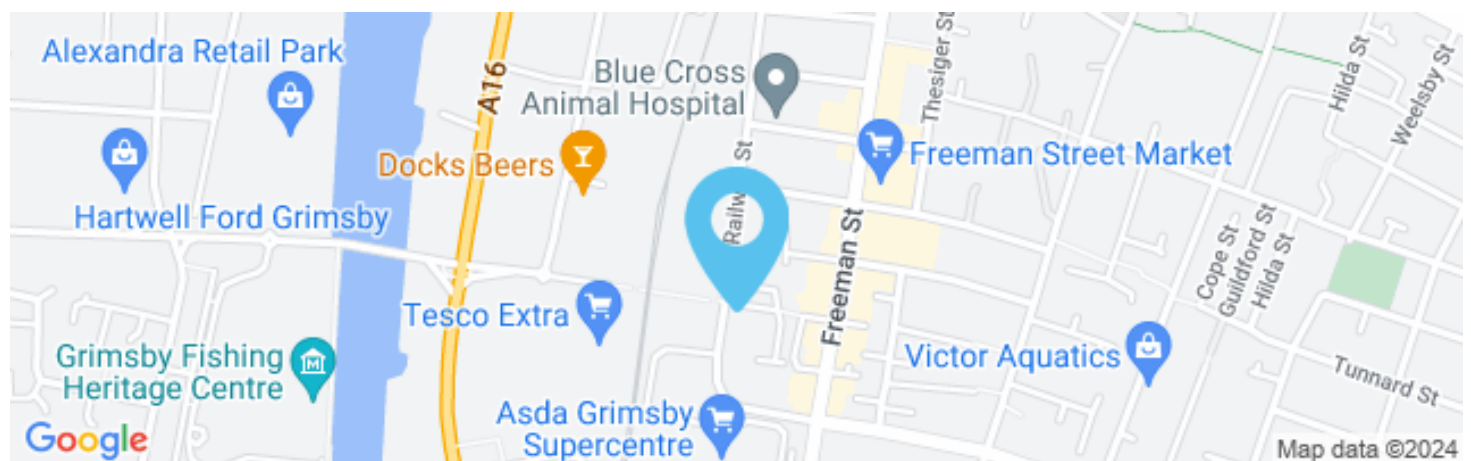 Alexandra Retail Park
A16
Blue Cross
Animal Hospital
Thesiger St
Hilda St
Weelsby St
Docks Beers
Freeman Street Market
Hartwell Ford Grimsby
Freeman St
Cope St
Guildford St
Hilda St
Tesco Extra
Freeman St
Victor Aquatics
Grimsby Fishing
Heritage Centre
Tunnard St
Asda Grimsby
Supercentre
Google
Map data ©2024